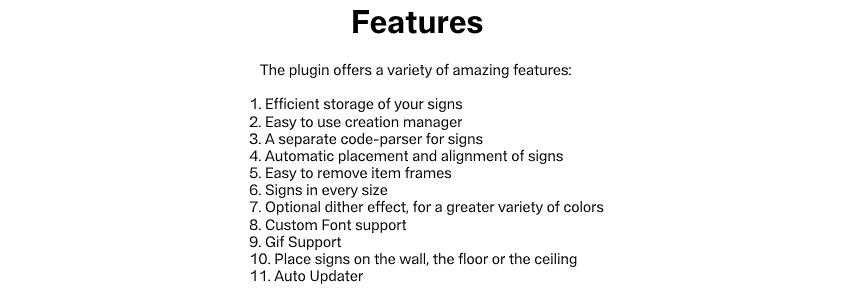 Features
The plugin offers a variety of amazing features:
1. Efficient storage of your signs
2. Easy to use creation manager
3. A separate code-parser for signs
4. Automatic placement and alignment of signs
5. Easy to remove item frames
6. Signs in every size
7. Optional dither effect, for a greater variety of colors
8. Custom Font support
9. Gif Support
10. Place signs on the wall, the floor or the ceiling
11. Auto Updater